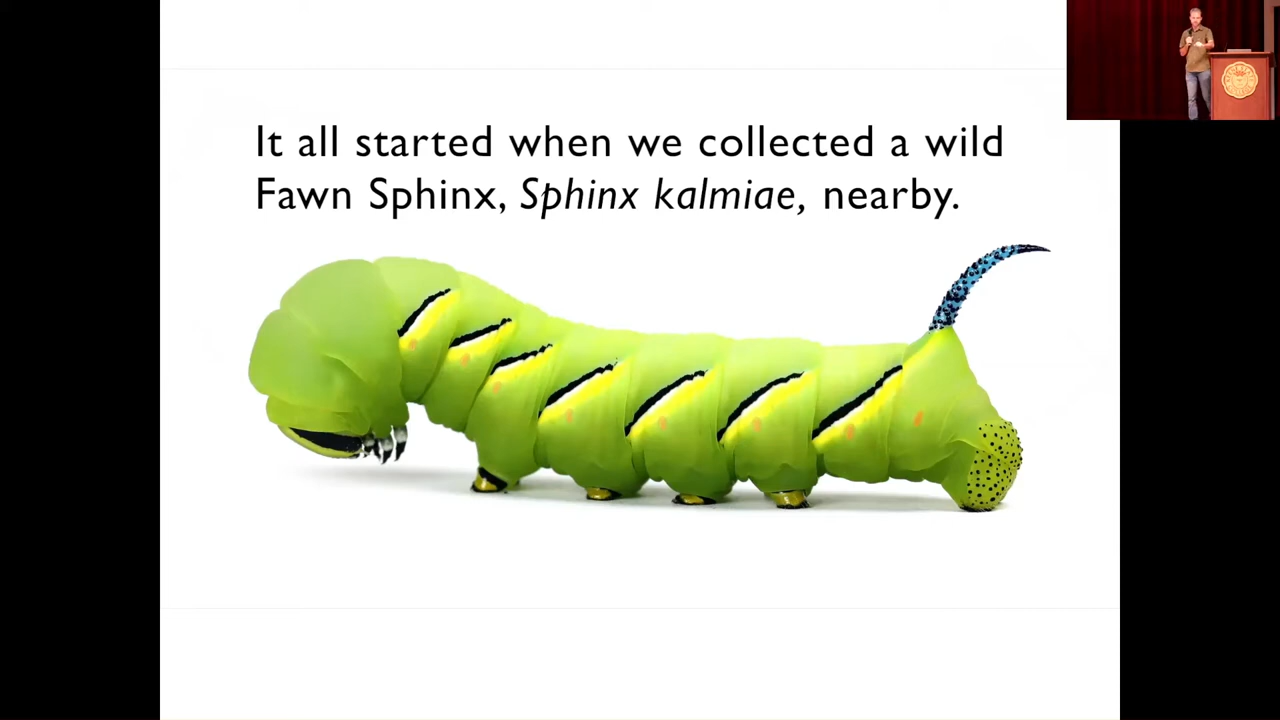 It all started when we collected a wild
Fawn Sphinx, Sphinx kalmiae, nearby.